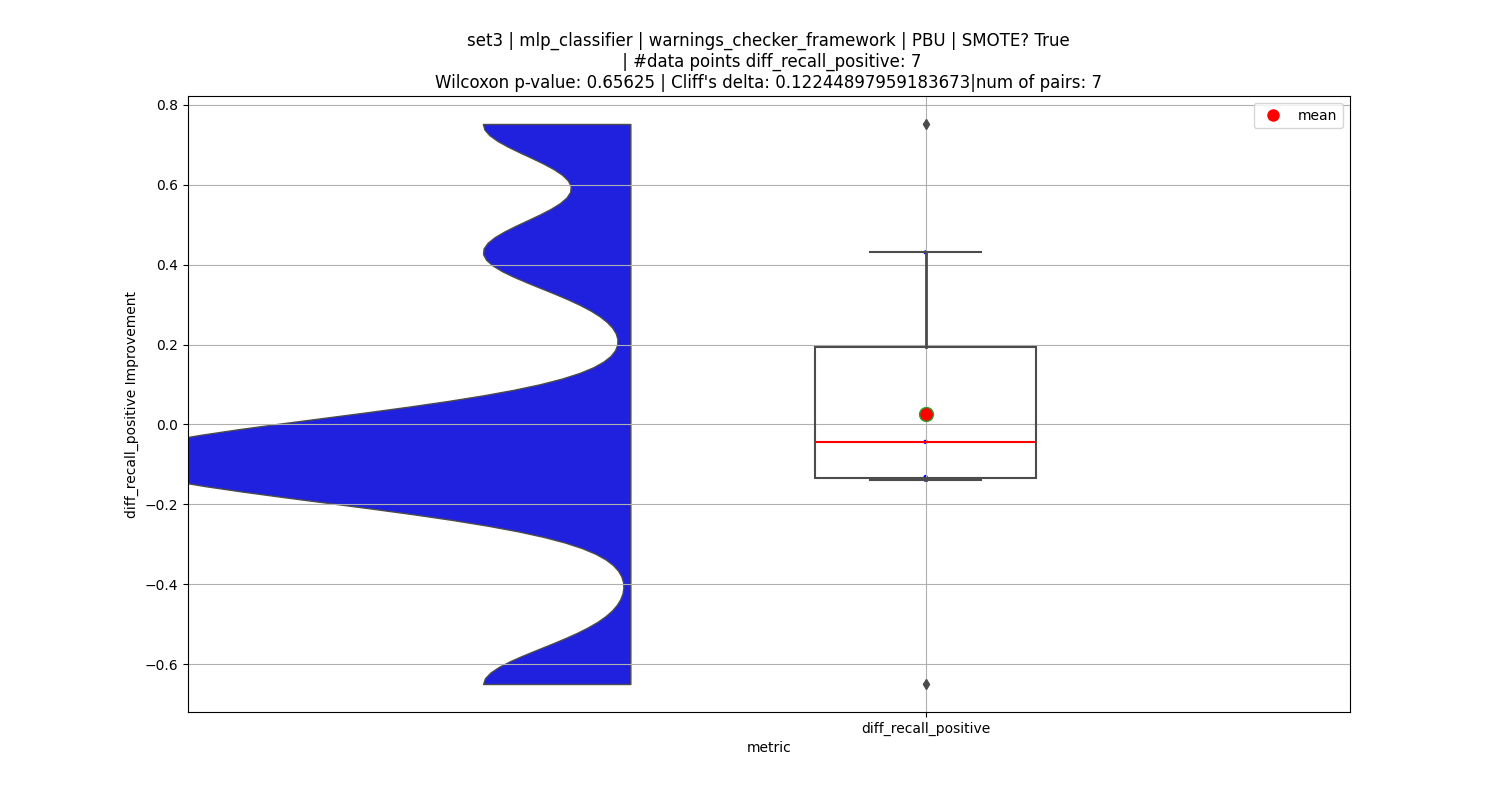 set3 | mlp_classifier | warnings_checker_framework | PBU | SMOTE? True
| #data points diff_recall_positive: 7
Wilcoxon p-value: 0.65625 | Cliff's delta: 0.12244897959183673|num of pairs: 7
mean
0.8
0.6
0.4
0.2
0.0
−0.2
−0.4
−0.6
diff_recall_positive Improvement
diff_recall_positive
metric